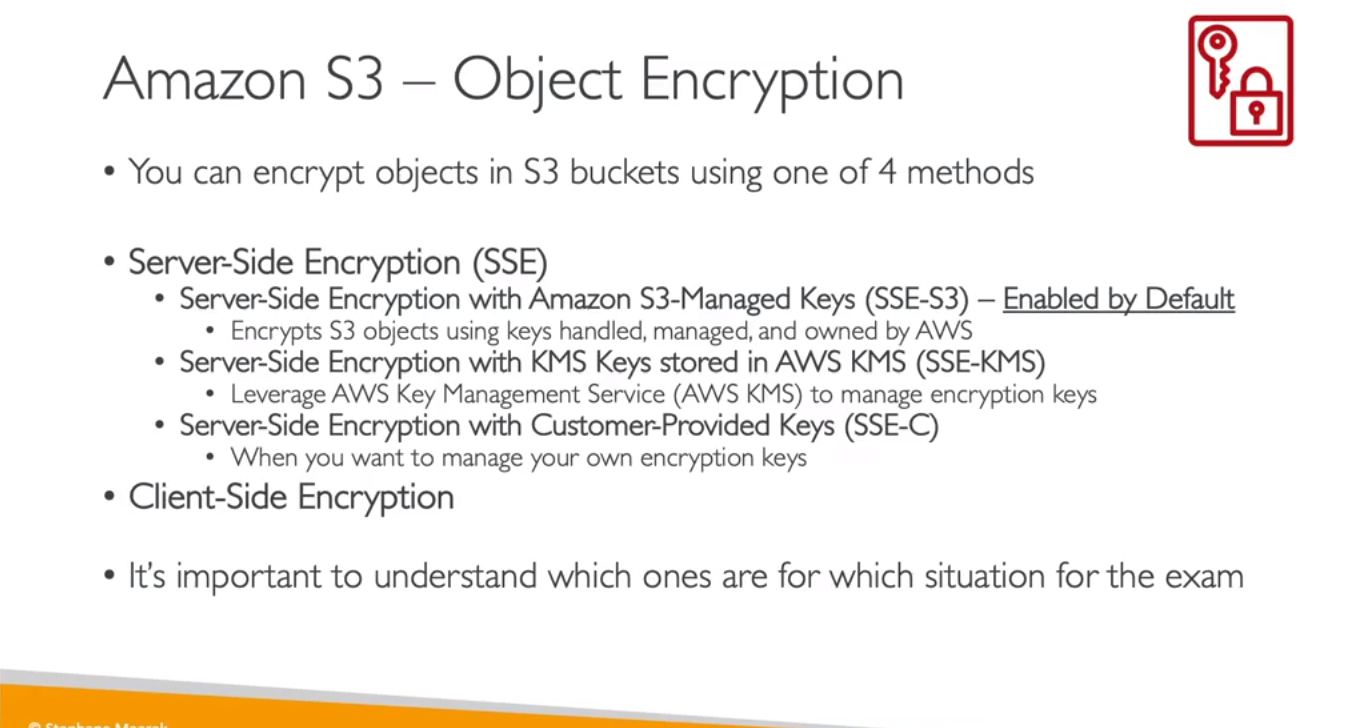 Amazon S3 – Object Encryption
• You can encrypt objects in S3 buckets using one of 4 methods
• Server-Side Encryption (SSE)
• Server-Side Encryption with Amazon S3-Managed Keys (SSE-S3) – Enabled by Default
• Encrypts S3 objects using keys handled, managed, and owned by AWS
• Server-Side Encryption with KMS Keys stored in AWS KMS (SSE-KMS)
• Leverage AWS Key Management Service (AWS KMS) to manage encryption keys
• Server-Side Encryption with Customer-Provided Keys (SSE-C)
• When you want to manage your own encryption keys
• Client-Side Encryption
• It's important to understand which ones are for which situation for the exam
© Stephane